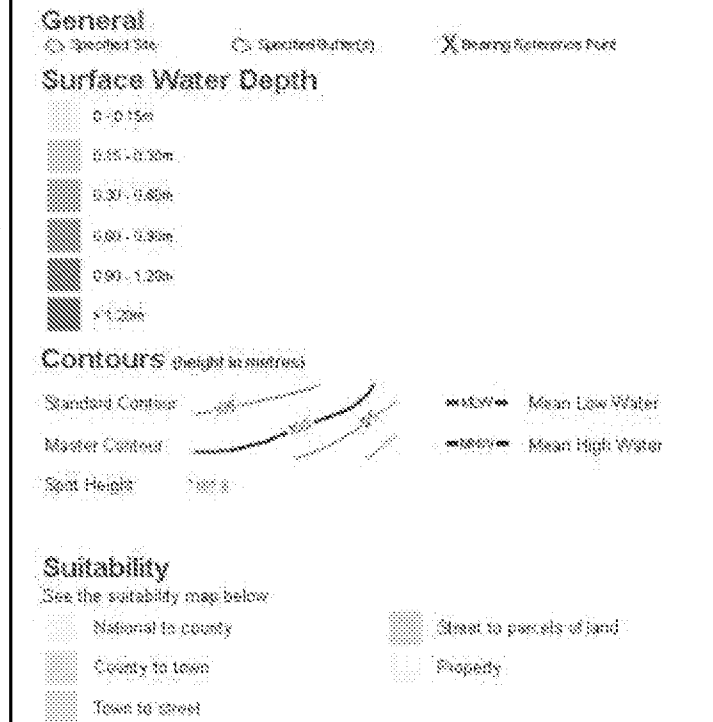 General
Specified Site Specified Buffer(s) X Bearing Reference Point
Surface Water Depth
0 - 0.15m
0.15 - 0.30m
0.30 - 0.60m
0.60 - 0.90m
0.90 - 1.20m
> 1.20m
Contours (height in metres)
Standard Contour MLW Mean Low Water
Master Contour MHW Mean High Water
Spot Height
Suitability
See the suitability map below
National to county Street to parcels of land
County to town Property
Town to street